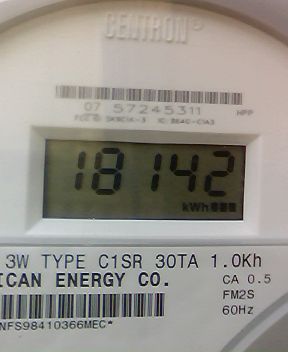 CENTRON®
07 57245311 HPP
18142
kWh
3W TYPE C1SR 30TA 1.0Kh
ICAN ENERGY CO. CA 0.5
FM2S
NFS98410366MEC* 60Hz